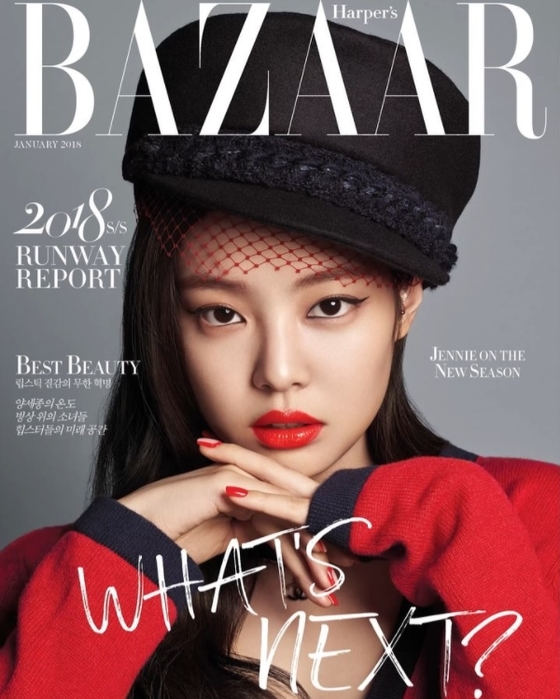 Harper's
BAZAAR
JANUARY 2018
2018 S/S
RUNWAY
REPORT
BEST BEAUTY
립스틱 질감의 무한 혁명
양세종의 온도
빙상 위의 소녀들
힙스터들의 미래 공간
JENNIE ON THE
NEW SEASON
WHAT'S
NEXT?